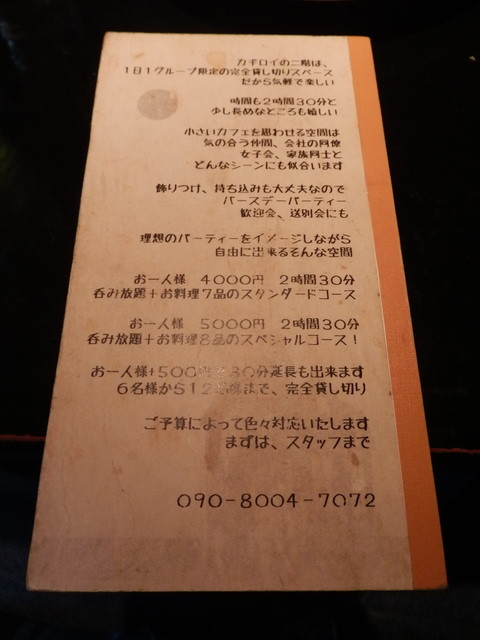 カギロイの二階は、
1日1グループ限定の完全貸し切りスペース
だから気軽で楽しい
時間も2時間30分と
少し長めなところも嬉しい
小さいカフェを思わせる空間は
気の合う仲間、会社の同僚
女子会、家族同士と
どんなシーンにも似合います
飾りつけ、持ち込みも大丈夫なので
バースデーパーティー
歓迎会、送別会にも
理想のパーティーをイメージしながら
自由に出来るそんな空間
お一人様 4000円 2時間30分
呑み放題+お料理7品のスタンダードコース
お一人様 5000円 2時間30分
呑み放題+お料理8品のスペシャルコース!
お一人様+500円で30分延長も出来ます
6名様から12名様まで、完全貸し切り
ご予算によって色々対応いたします
まずは、スタッフまで
090-8004-7072